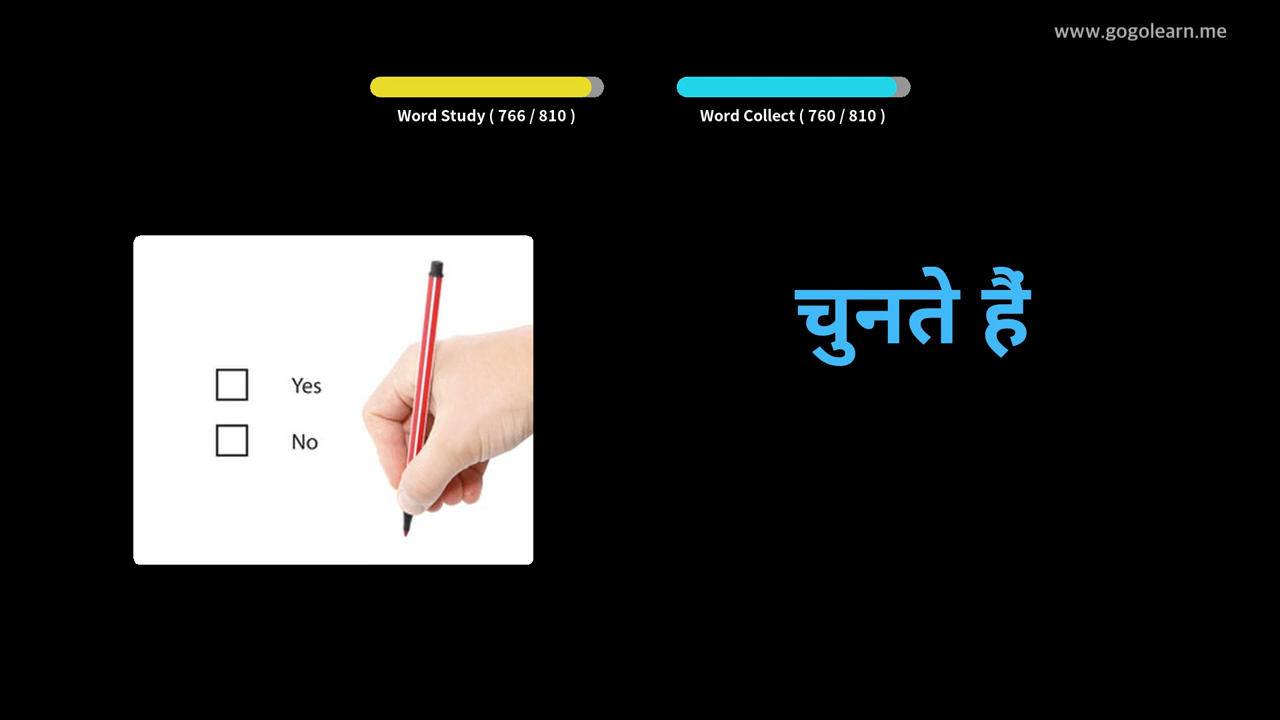 www.gogolearn.me
Word Study ( 766 / 810 )
Word Collect ( 760 / 810 )
चुनते हैं
Yes
No